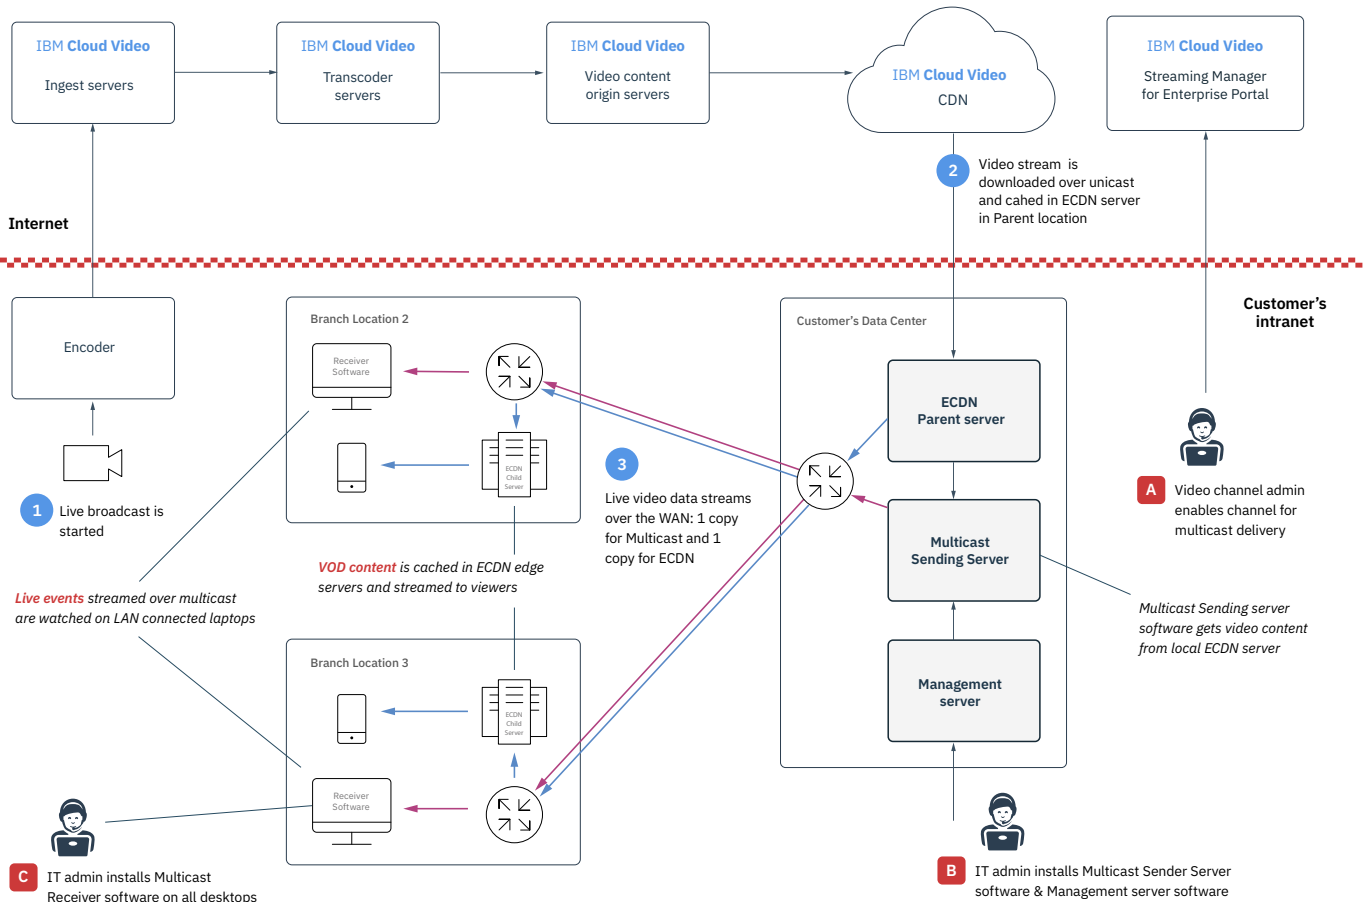 IBM Cloud Video
Ingest servers
IBM Cloud Video
Transcoder
servers
IBM Cloud Video
Video content
origin servers
IBM Cloud Video
CDN
IBM Cloud Video
Streaming Manager
for Enterprise Portal
2
Video stream is
downloaded over unicast
and cahed in ECDN server
in Parent location
Internet
Customer's
intranet
Encoder
1
Live broadcast is
started
Branch Location 2
Receiver
Software
ECDN
Child
Server
3
Live video data streams
over the WAN: 1 copy
for Multicast and 1
copy for ECDN
Customer's Data Center
ECDN
Parent server
Multicast
Sending Server
Management
server
A
Video channel admin
enables channel for
multicast delivery
Live events streamed over multicast
are watched on LAN connected laptops
VOD content is cached in ECDN edge
servers and streamed to viewers
Multicast Sending server
software gets video content
from local ECDN server
Branch Location 3
ECDN
Child
Server
Receiver
Software
C
IT admin installs Multicast
Receiver software on all desktops
B
IT admin installs Multicast Sender Server
software & Management server software